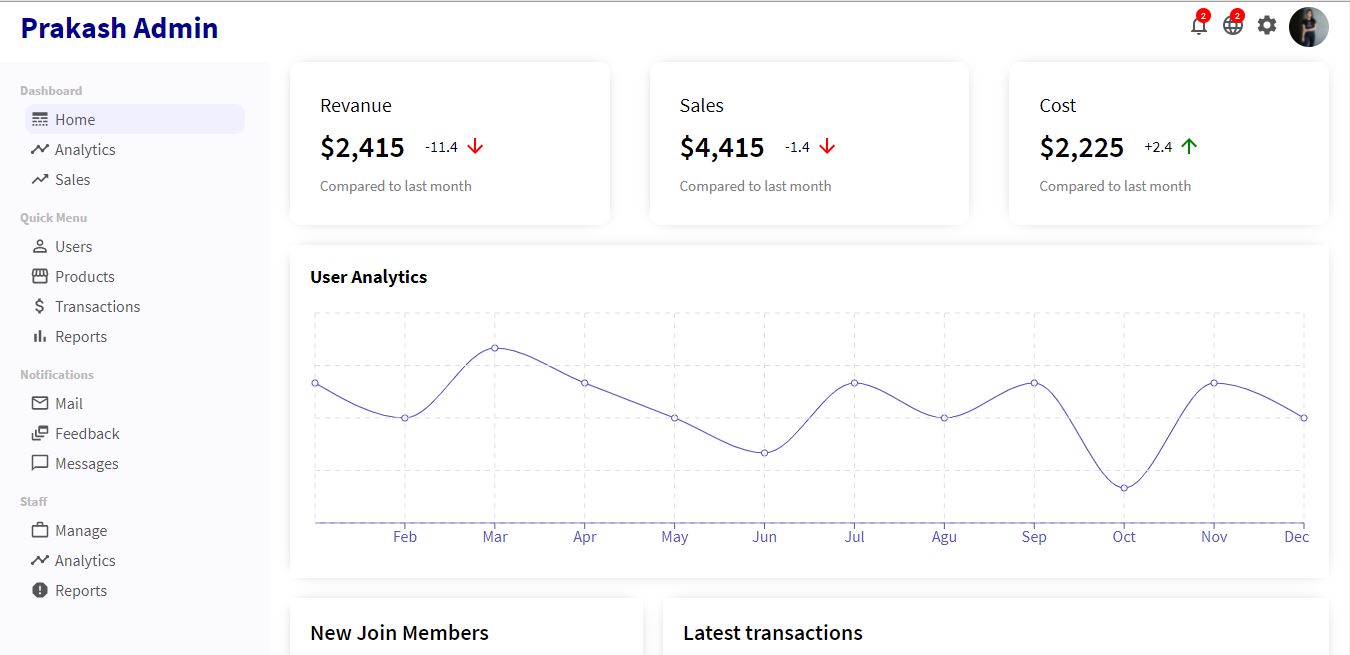 Prakash Admin
2
2
Dashboard
Home
Analytics
Sales
Quick Menu
Users
Products
Transactions
Reports
Notifications
Mail
Feedback
Messages
Staff
Manage
Analytics
Reports
Revanue
$2,415 -11.4
Compared to last month
Sales
$4,415 -1.4
Compared to last month
Cost
$2,225 +2.4
Compared to last month
User Analytics
Feb Mar Apr May Jun Jul Agu Sep Oct Nov Dec
New Join Members
Latest transactions